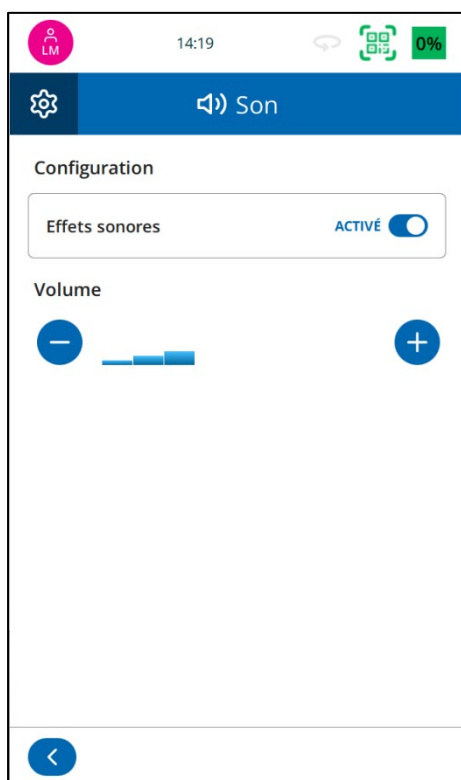 LM
14:19
0%
Son
Configuration
Effets sonores
ACTIVÉ
Volume